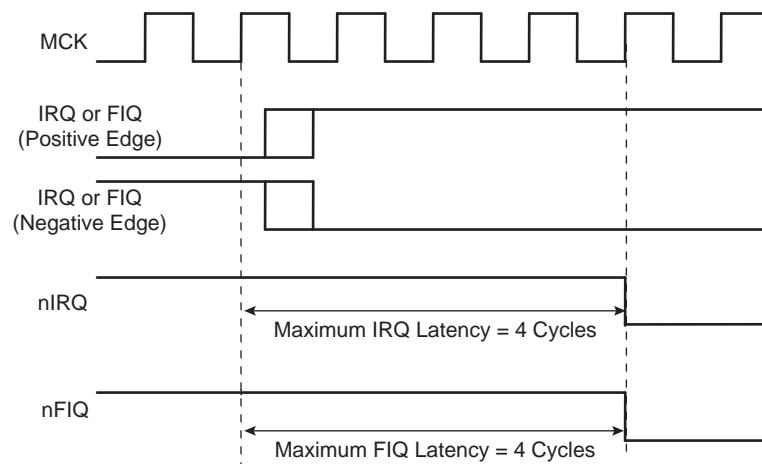 MCK
IRQ or FIQ
(Positive Edge)
IRQ or FIQ
(Negative Edge)
nIRQ
Maximum IRQ Latency = 4 Cycles
nFIQ
Maximum FIQ Latency = 4 Cycles